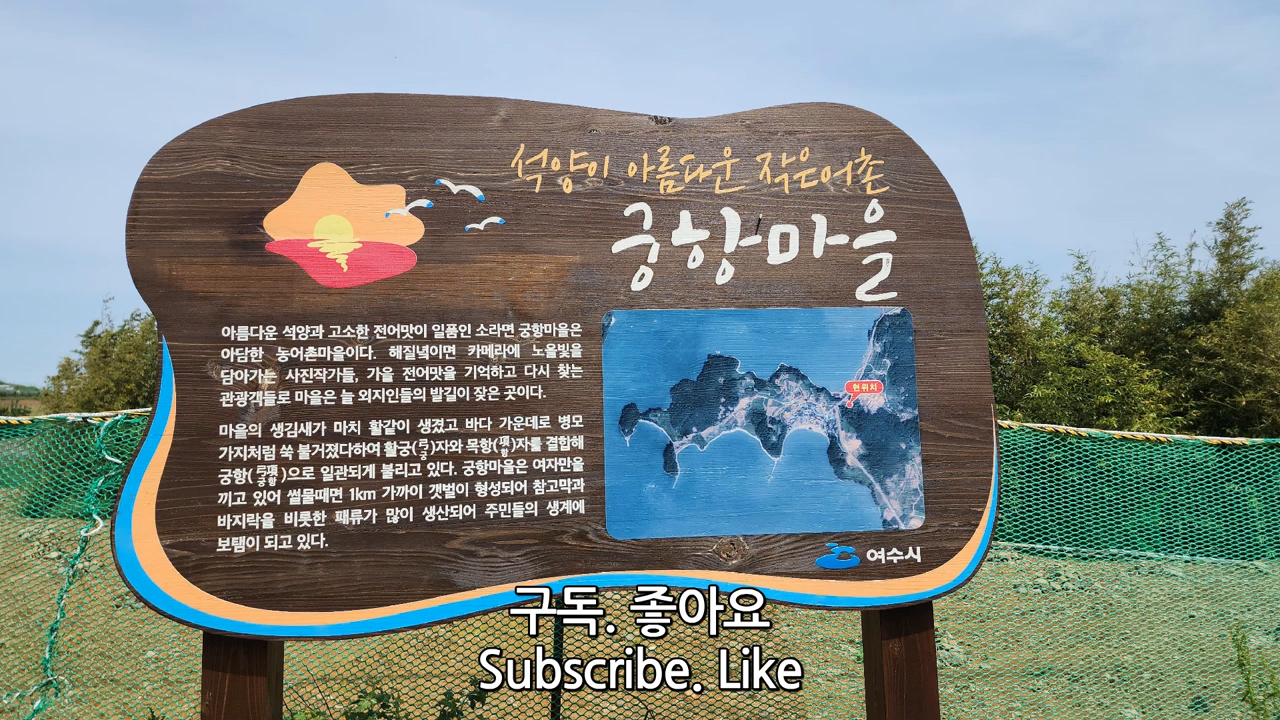 석양이 아름다운 작은어촌
궁항마을
아름다운 석양과 고소한 전어맛이 일품인 소라면 궁항마을은
아담한 농어촌마을이다. 해질녘이면 카메라에 노을빛을
담아가는 사진작가들, 가을 전어맛을 기억하고 다시 찾는
관광객들로 마을은 늘 외지인들의 발길이 잦은 곳이다.
마을의 생김새가 마치 활같이 생겼고 바다 가운데로 병모
가지처럼 쑥 불거졌다하여 활궁(弓궁)자와 목항(項항)자를 결합해
궁항(弓項궁항)으로 일관되게 불리고 있다. 궁항마을은 여자만을
끼고 있어 썰물때면 1km 가까이 갯벌이 형성되어 참고막과
바지락을 비롯한 패류가 많이 생산되어 주민들의 생계에
보탬이 되고 있다.
현위치
여수시
구독. 좋아요
Subscribe. Like